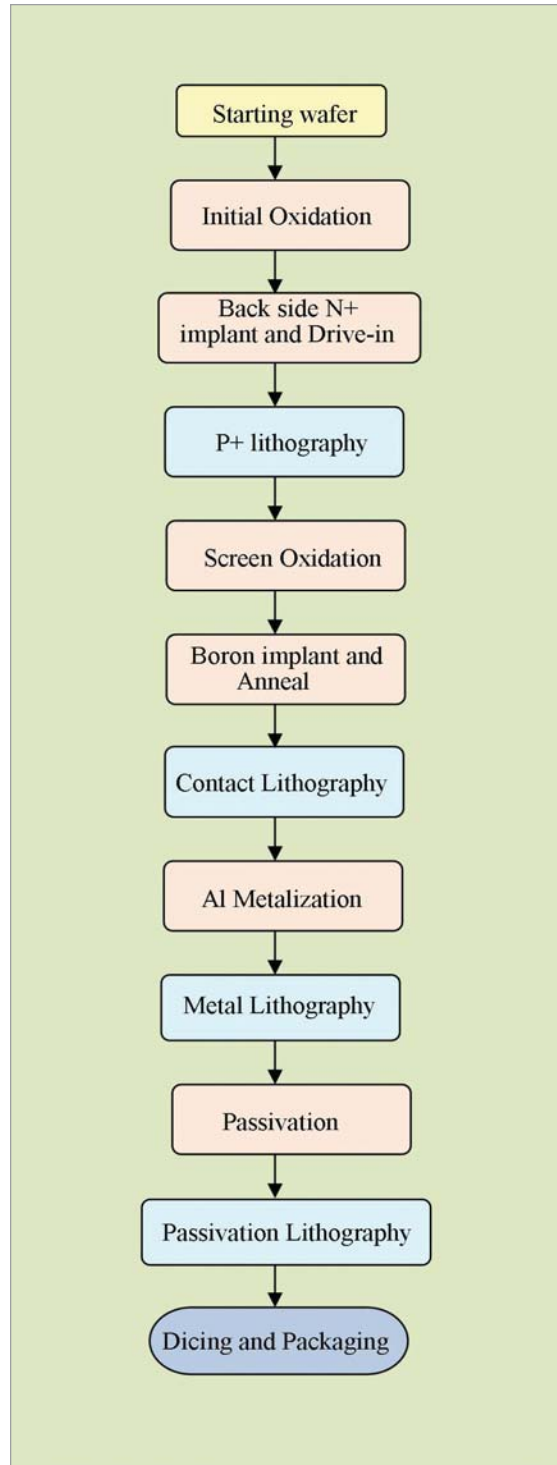 Starting wafer
Initial Oxidation
Back side N+
implant and Drive-in
P+ lithography
Screen Oxidation
Boron implant and
Anneal
Contact Lithography
Al Metalization
Metal Lithography
Passivation
Passivation Lithography
Dicing and Packaging